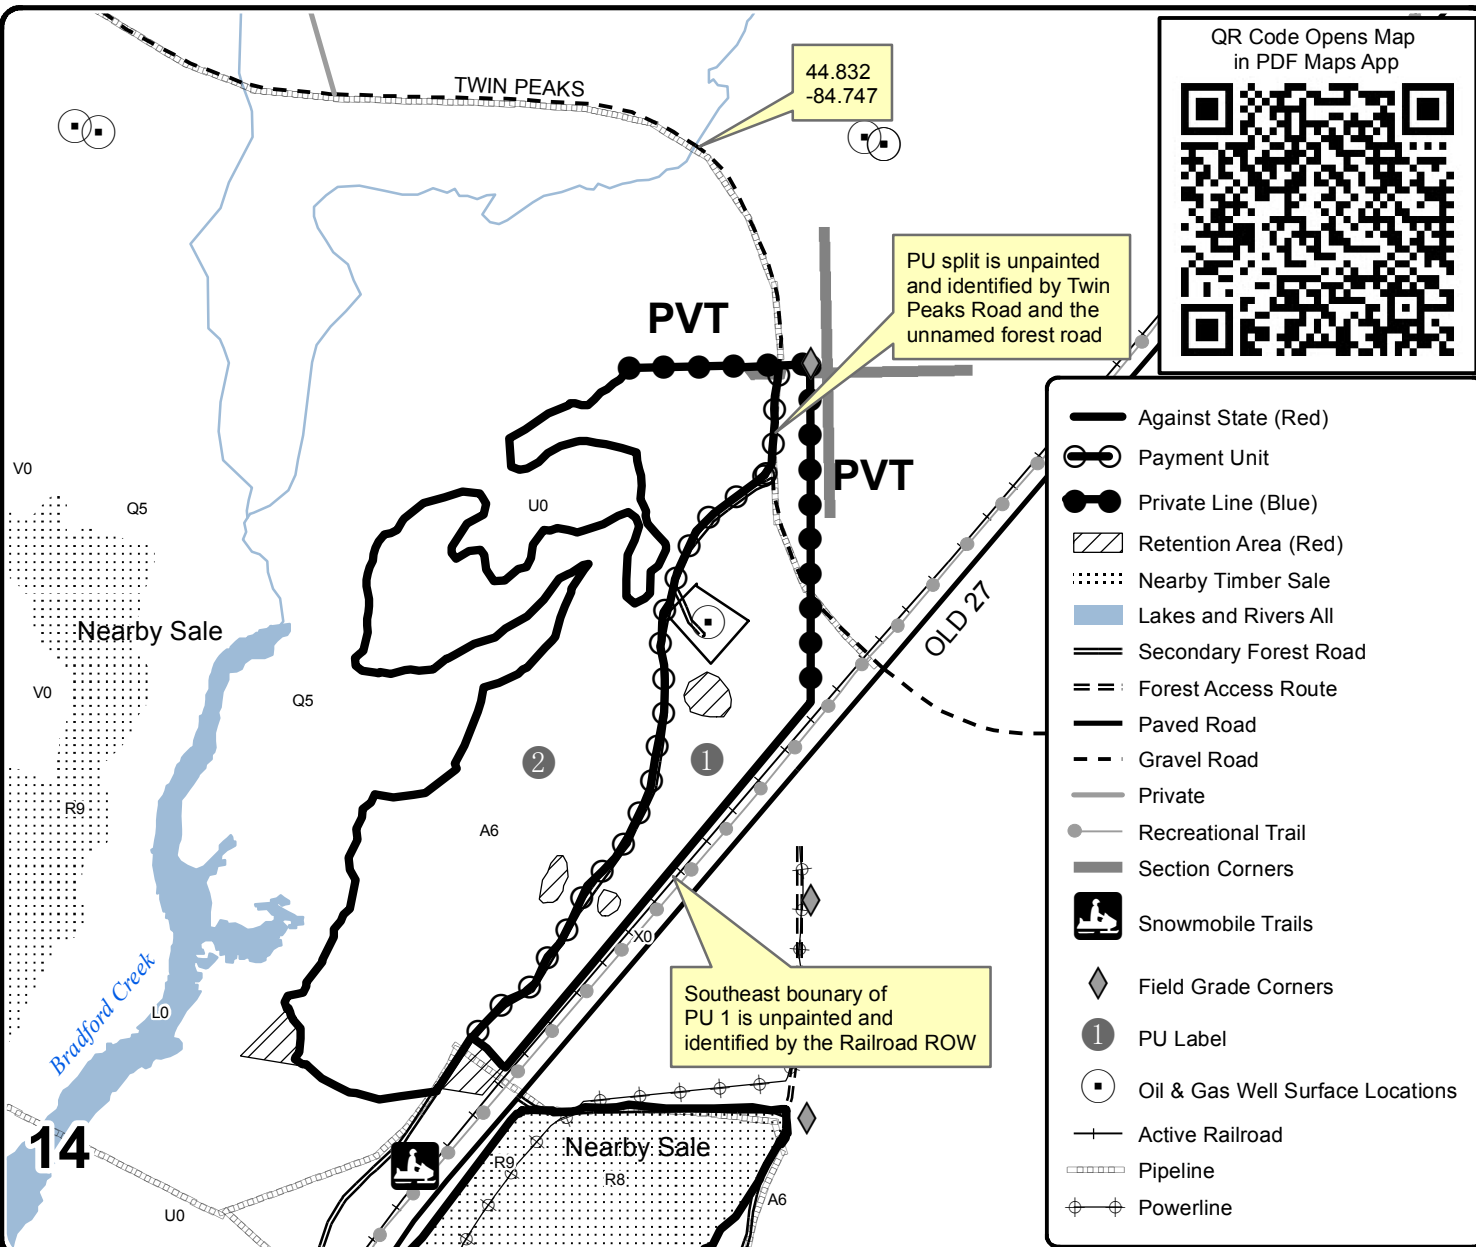 TWIN PEAKS
44.832
-84.747
QR Code Opens Map
in PDF Maps App
PU split is unpainted
and identified by Twin
Peaks Road and the
unnamed forest road
PVT
PVT
V0
Q5
U0
Nearby Sale
V0
Q5
R9
OLD 27
2
1
A6
X0
Bradford Creek
L0
Southeast bounary of
PU 1 is unpainted and
identified by the Railroad ROW
14
U0
Nearby Sale
R9
R8
A6
Against State (Red)
Payment Unit
Private Line (Blue)
Retention Area (Red)
Nearby Timber Sale
Lakes and Rivers All
Secondary Forest Road
Forest Access Route
Paved Road
Gravel Road
Private
Recreational Trail
Section Corners
Snowmobile Trails
Field Grade Corners
1 PU Label
Oil & Gas Well Surface Locations
Active Railroad
Pipeline
Powerline